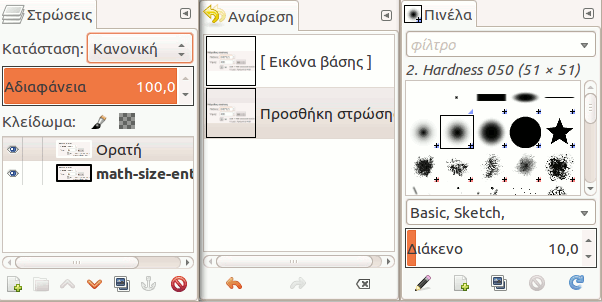 Στρώσεις
Κατάσταση: Κανονική
Αδιαφάνεια 100,0
Κλείδωμα:
Ορατή
math-size-ent
Αναίρεση
[ Εικόνα βάσης ]
Προσθήκη στρώση
Πινέλα
φίλτρο
2. Hardness 050 (51 × 51)
Basic, Sketch,
Διάκενο 10,0